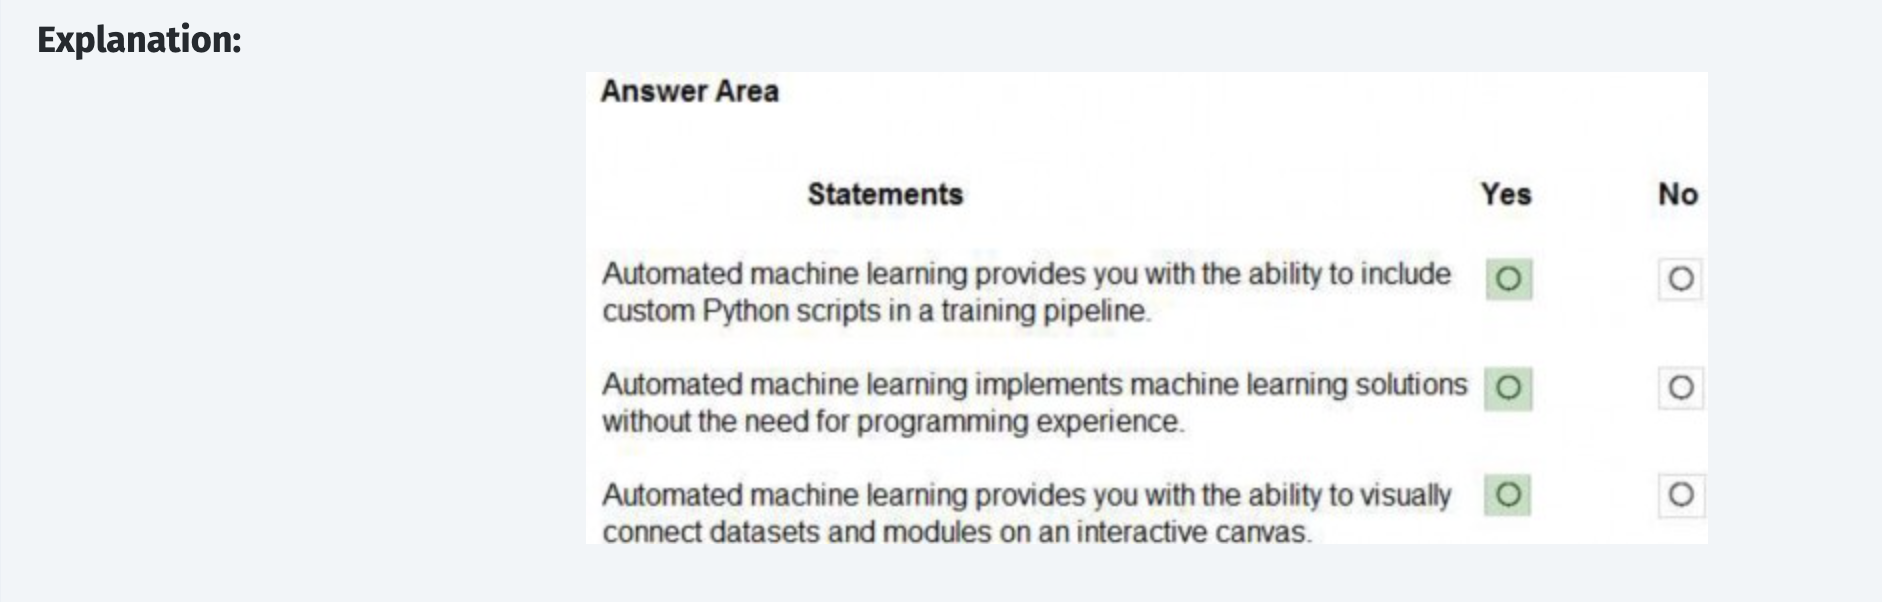 Explanation:
Answer Area
Statements Yes No
Automated machine learning provides you with the ability to include
custom Python scripts in a training pipeline.
Automated machine learning implements machine learning solutions
without the need for programming experience.
Automated machine learning provides you with the ability to visually
connect datasets and modules on an interactive canvas.